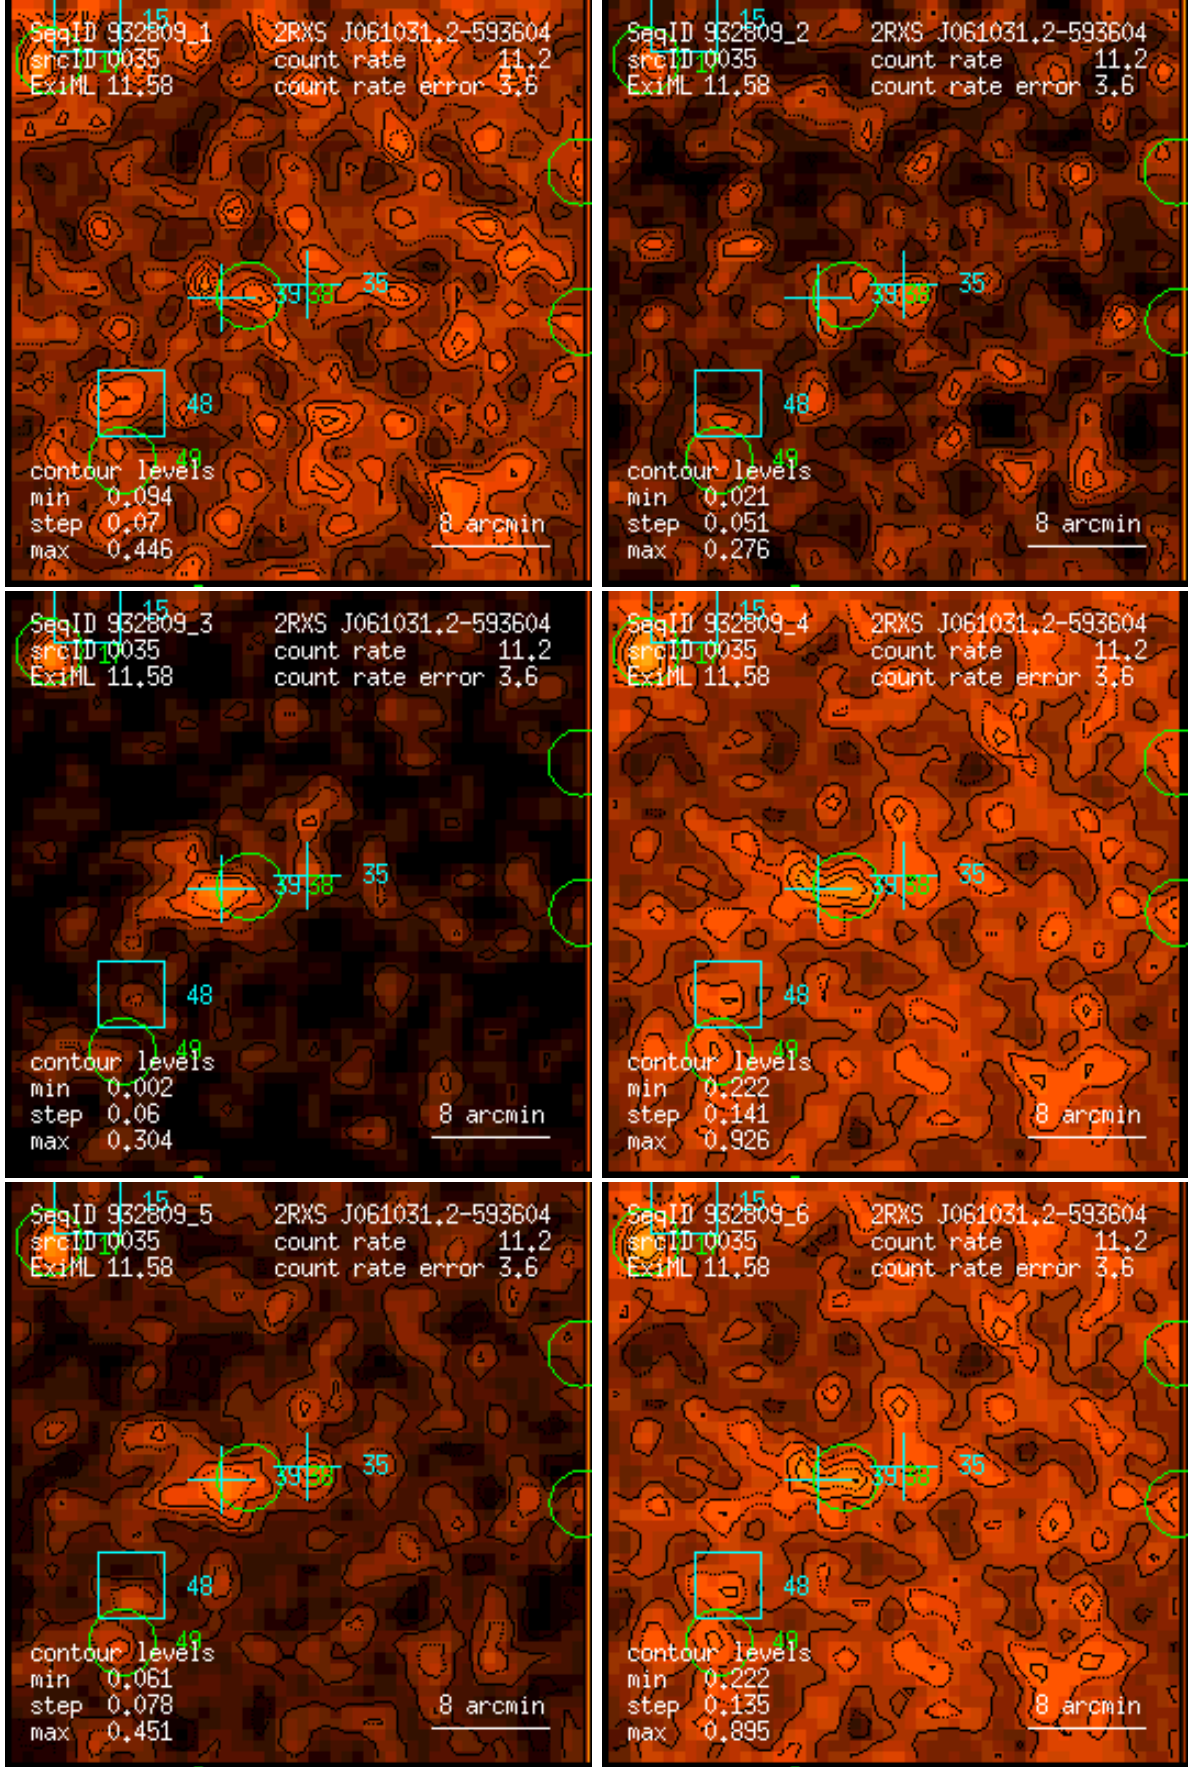 15
SeqID 932809_1 2RXS J061031.2-593604
srcID 0035 17 count rate 11.2
ExiML 11.58 count rate error 3.6
39 38 35
48
49
contour levels
min 0.094
step 0.07 8 arcmin
max 0.446
15
SeqID 932809_2 2RXS J061031.2-593604
srcID 0035 17 count rate 11.2
ExiML 11.58 count rate error 3.6
39 38 35
48
49
contour levels
min 0.021
step 0.051 8 arcmin
max 0.276
15
SeqID 932809_3 2RXS J061031.2-593604
srcID 0035 17 count rate 11.2
ExiML 11.58 count rate error 3.6
39 38 35
48
49
contour levels
min 0.002
step 0.06 8 arcmin
max 0.304
15
SeqID 932809_4 2RXS J061031.2-593604
srcID 0035 17 count rate 11.2
ExiML 11.58 count rate error 3.6
39 38 35
48
49
contour levels
min 0.222
step 0.141 8 arcmin
max 0.926
15
SeqID 932809_5 2RXS J061031.2-593604
srcID 0035 17 count rate 11.2
ExiML 11.58 count rate error 3.6
39 38 35
48
49
contour levels
min 0.061
step 0.078 8 arcmin
max 0.451
15
SeqID 932809_6 2RXS J061031.2-593604
srcID 0035 17 count rate 11.2
ExiML 11.58 count rate error 3.6
39 38 35
48
49
contour levels
min 0.222
step 0.135 8 arcmin
max 0.895